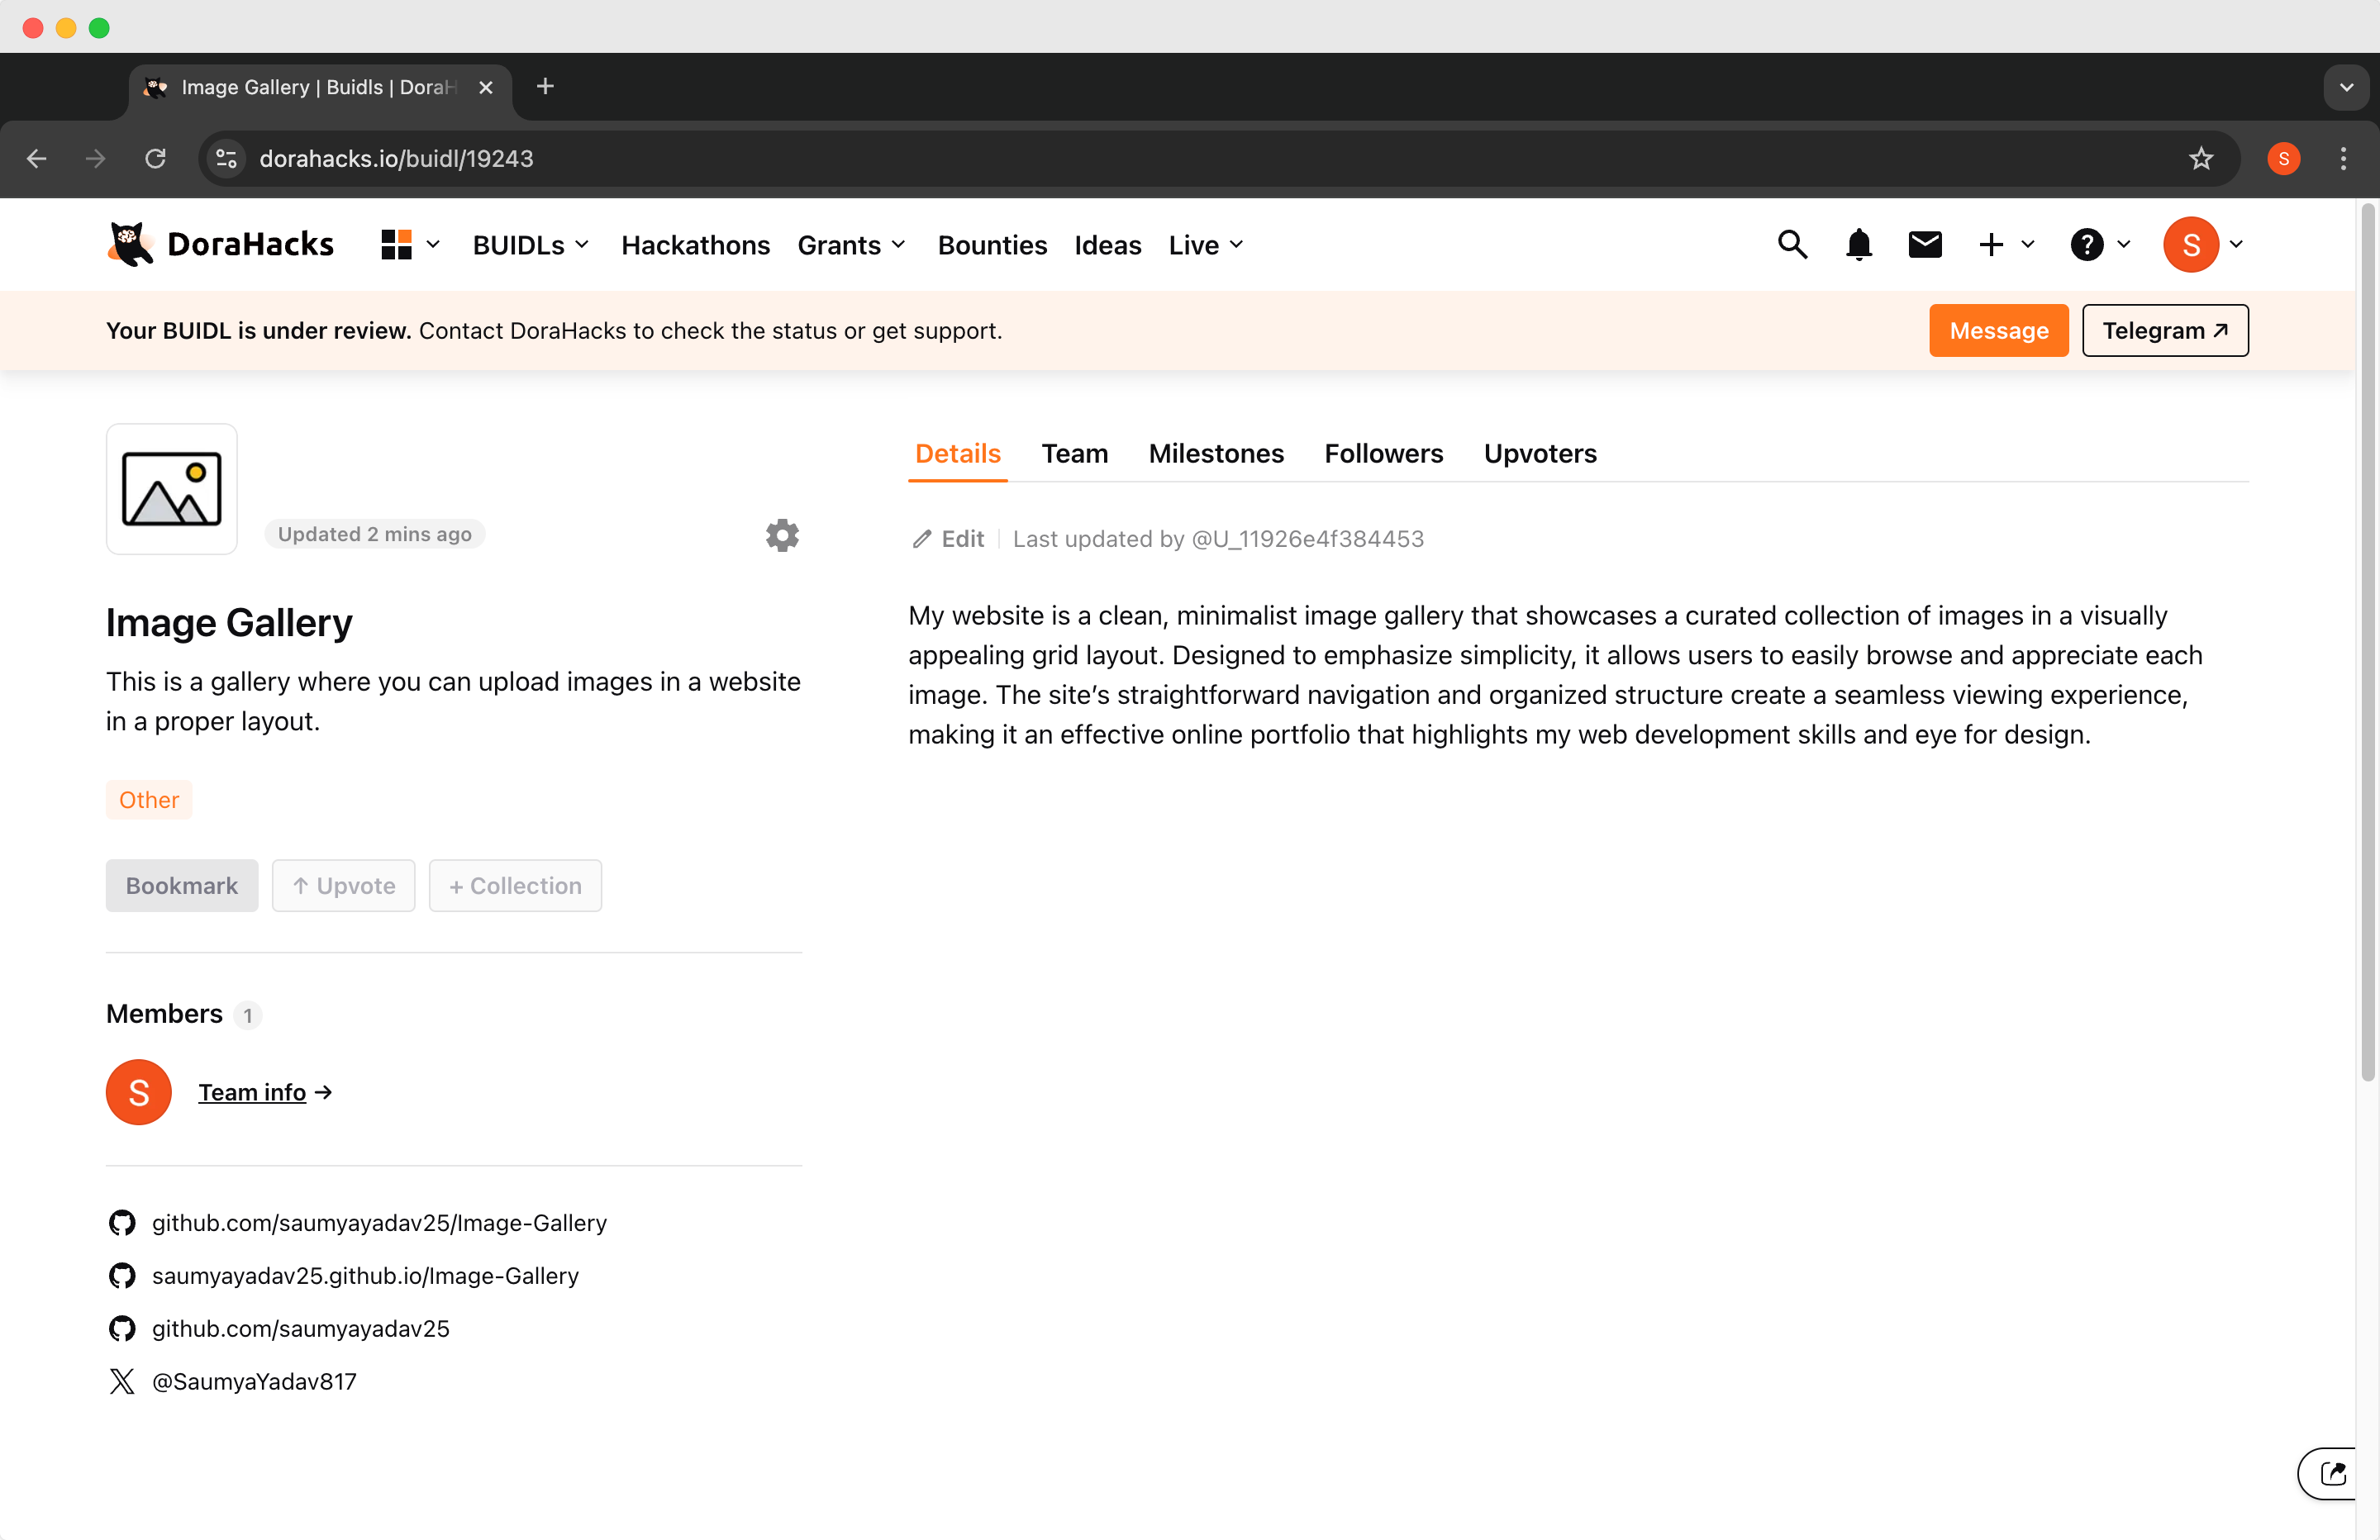 Image Gallery | Buidls | Dora
dorahacks.io/buidl/19243
S
DoraHacks
BUIDLs
Hackathons
Grants
Bounties
Ideas
Live
?
S
Your BUIDL is under review. Contact DoraHacks to check the status or get support.
Message
Telegram
Updated 2 mins ago
Image Gallery
This is a gallery where you can upload images in a website
in a proper layout.
Other
Bookmark
Upvote
+ Collection
Members 1
S
Team info →
github.com/saumyayadav25/Image-Gallery
saumyayadav25.github.io/Image-Gallery
github.com/saumyayadav25
@SaumyaYadav817
Details
Team
Milestones
Followers
Upvoters
Edit
Last updated by @U_11926e4f384453
My website is a clean, minimalist image gallery that showcases a curated collection of images in a visually
appealing grid layout. Designed to emphasize simplicity, it allows users to easily browse and appreciate each
image. The site’s straightforward navigation and organized structure create a seamless viewing experience,
making it an effective online portfolio that highlights my web development skills and eye for design.